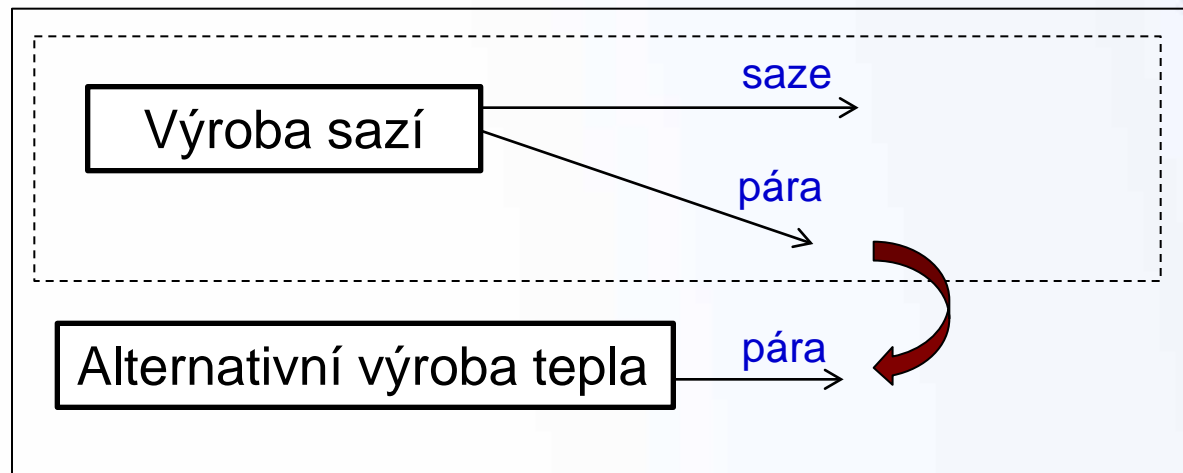 saze
Výroba sazí
pára
Alternativní výroba tepla
pára